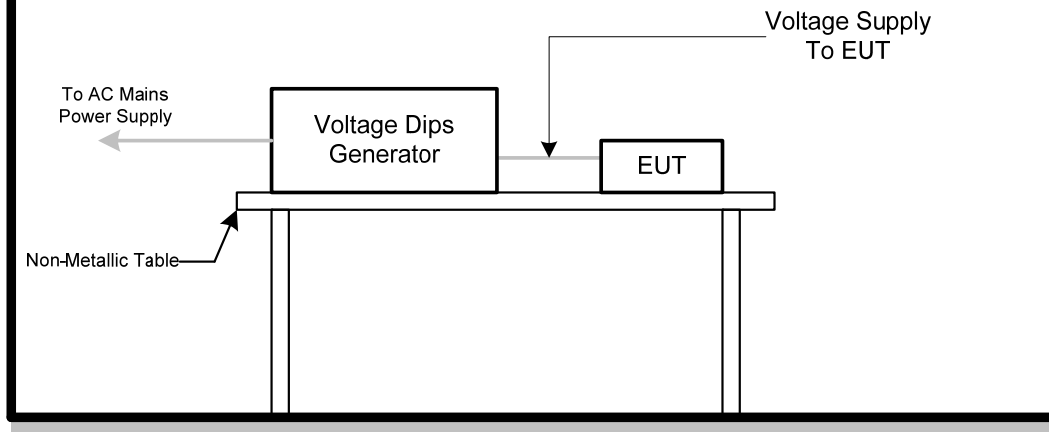 Voltage Supply
To EUT
To AC Mains
Power Supply
Voltage Dips
Generator
EUT
Non-Metallic Table